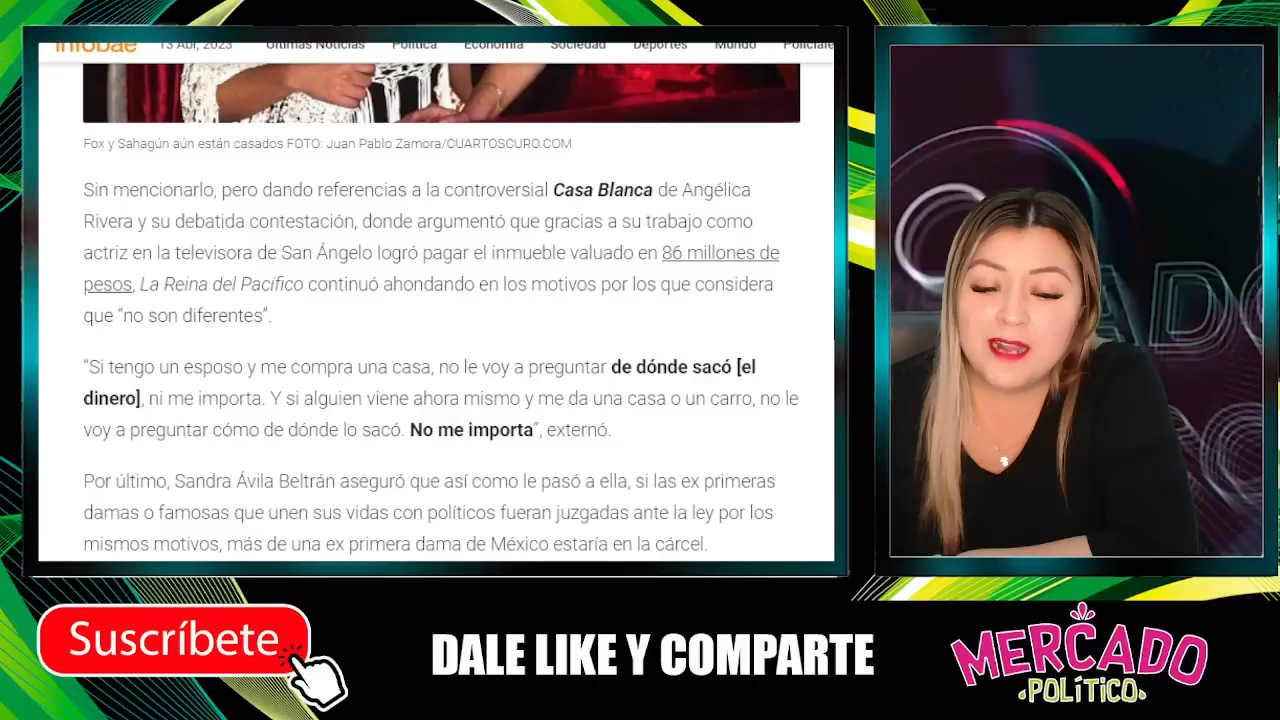 infobae 13 Abr, 2023 Últimas Noticias Política Economía Sociedad Deportes Mundo Policiale
Fox y Sahagún aún están casados FOTO: Juan Pablo Zamora/CUARTOSCURO.COM
Sin mencionarlo, pero dando referencias a la controversial Casa Blanca de Angélica
Rivera y su debatida contestación, donde argumentó que gracias a su trabajo como
actriz en la televisora de San Ángelo logró pagar el inmueble valuado en 86 millones de
pesos, La Reina del Pacífico continuó ahondando en los motivos por los que considera
que “no son diferentes”.
“Si tengo un esposo y me compra una casa, no le voy a preguntar de dónde sacó [el
dinero], ni me importa. Y si alguien viene ahora mismo y me da una casa o un carro, no le
voy a preguntar cómo de dónde lo sacó. No me importa”, externó.
Por último, Sandra Ávila Beltrán aseguró que así como le pasó a ella, si las ex primeras
damas o famosas que unen sus vidas con políticos fueran juzgadas ante la ley por los
mismos motivos, más de una ex primera dama de México estaría en la cárcel.
Suscríbete
DALE LIKE Y COMPARTE
MERCADO
POLÍTICO